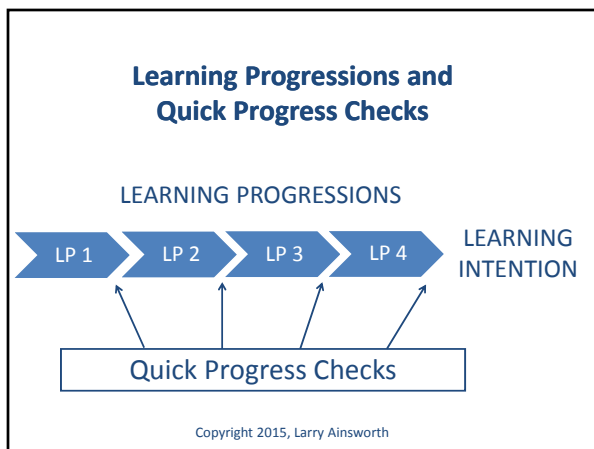 Learning Progressions and
Quick Progress Checks
LEARNING PROGRESSIONS
LP 1 LP 2 LP 3 LP 4
LEARNING
INTENTION
Quick Progress Checks
Copyright 2015, Larry Ainsworth